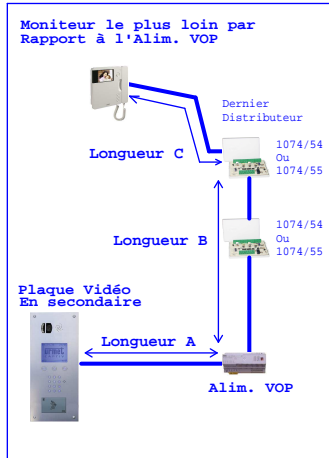 Moniteur le plus loin par
Rapport à l'Alim. VOP
Dernier
Distributeur
1074/54
Ou
1074/55
Longueur C
1074/54
Ou
1074/55
Longueur B
Plaque Vidéo
En secondaire
Longueur A
Alim. VOP